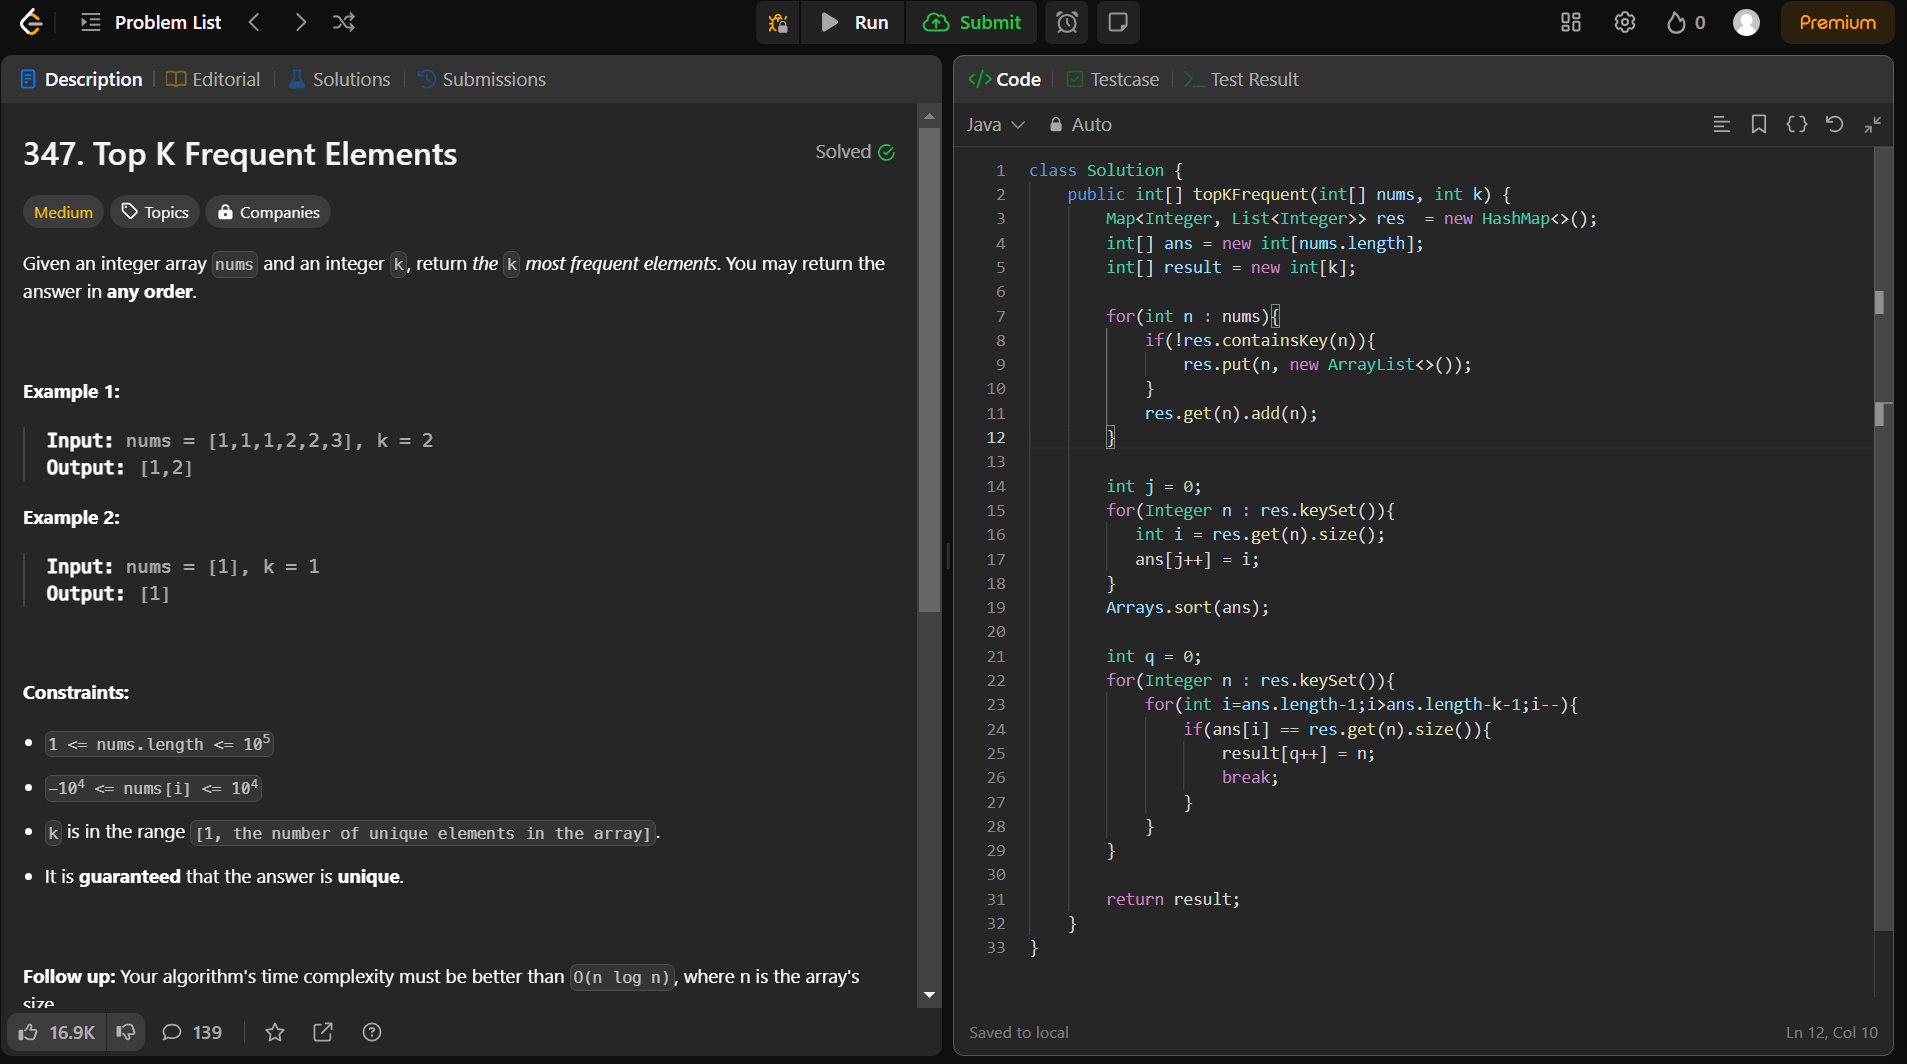 Problem List
Run
Submit
0
Premium
Description
Editorial
Solutions
Submissions
347. Top K Frequent Elements
Solved
Medium
Topics
Companies
Given an integer array nums and an integer k, return the k most frequent elements. You may return the
answer in any order.
Example 1:
Input: nums = [1,1,1,2,2,3], k = 2
Output: [1,2]
Example 2:
Input: nums = [1], k = 1
Output: [1]
Constraints:
• 1 <= nums.length <= 10⁵
• -10⁴ <= nums[i] <= 10⁴
• k is in the range [1, the number of unique elements in the array].
• It is guaranteed that the answer is unique.
Follow up: Your algorithm's time complexity must be better than O(n log n), where n is the array's
size.
16.9K
139
</> Code
Testcase
Test Result
Java
Auto
1 class Solution {
2 public int[] topKFrequent(int[] nums, int k) {
3 Map<Integer, List<Integer>> res  = new HashMap<>();
4 int[] ans = new int[nums.length];
5 int[] result = new int[k];
6
7 for(int n : nums){
8 if(!res.containsKey(n)){
9 res.put(n, new ArrayList<>());
10 }
11 res.get(n).add(n);
12 }
13
14 int j = 0;
15 for(Integer n : res.keySet()){
16 int i = res.get(n).size();
17 ans[j++] = i;
18 }
19 Arrays.sort(ans);
20
21 int q = 0;
22 for(Integer n : res.keySet()){
23 for(int i=ans.length-1;i>ans.length-k-1;i--){
24 if(ans[i] == res.get(n).size()){
25 result[q++] = n;
26 break;
27 }
28 }
29 }
30
31 return result;
32 }
33 }
Saved to local
Ln 12, Col 10